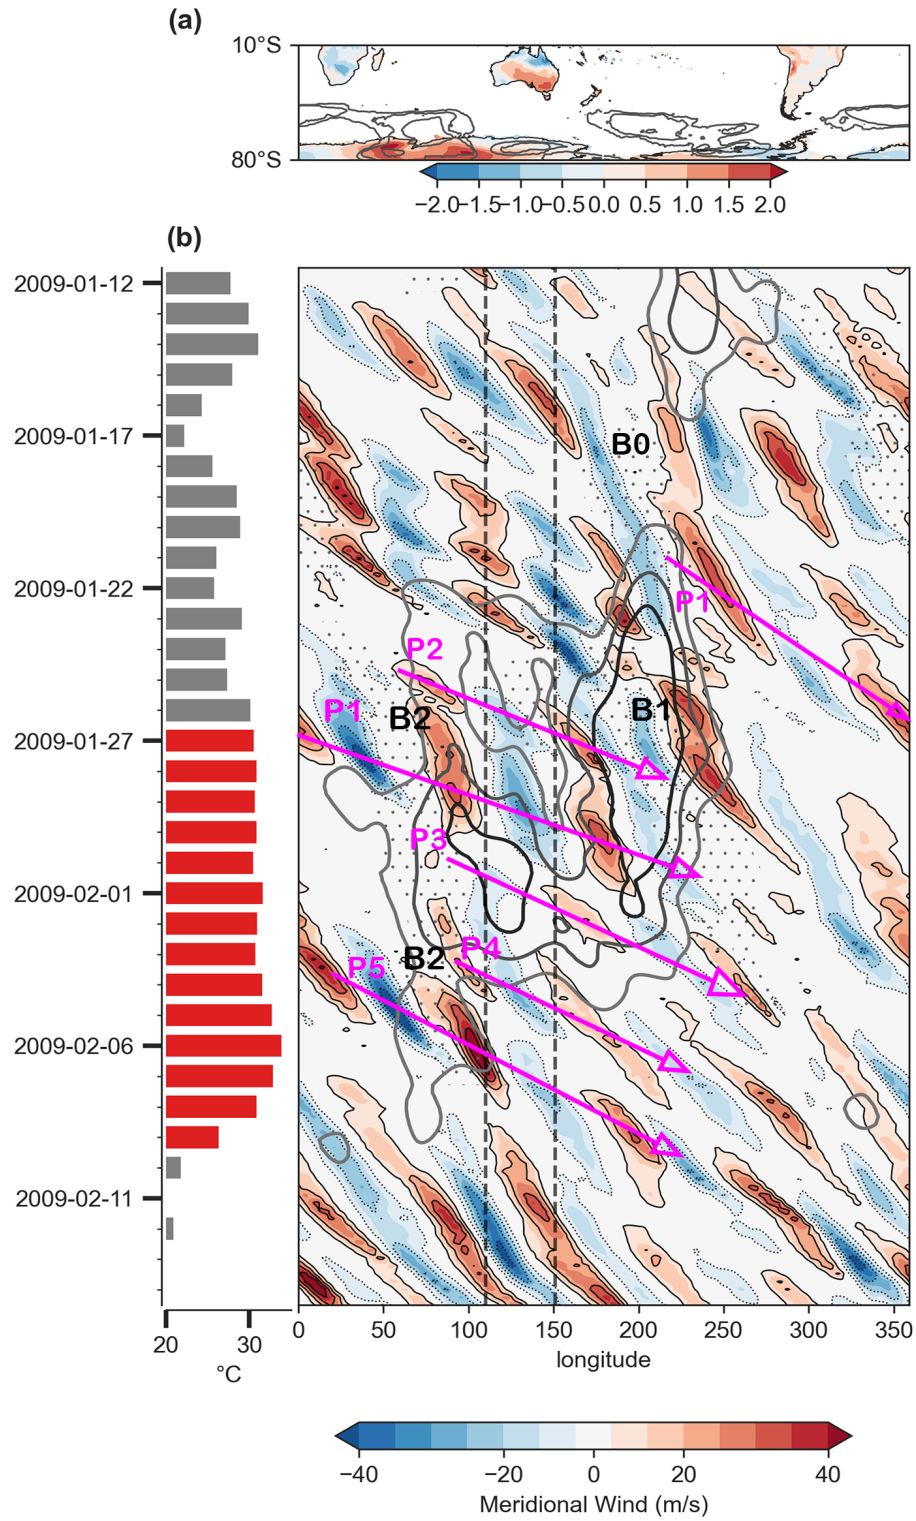 (a)
10°S
80°S
−2.0−1.5−1.0−0.5 0.0 0.5 1.0 1.5 2.0
(b)
2009-01-12
2009-01-17
2009-01-22
2009-01-27
2009-02-01
2009-02-06
2009-02-11
B0
P1
P2
P1
B2
B1
P3
B2
P4
P5
20 30
°C
0 50 100 150 200 250 300 350
longitude
−40 −20 0 20 40
Meridional Wind (m/s)